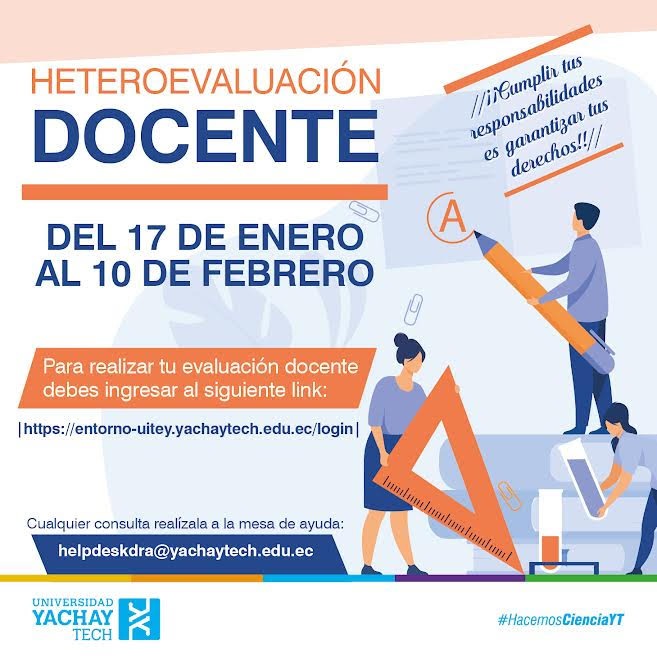 HETEROEVALUACIÓN
DOCENTE
//¡¡Cumplir tus
responsabilidades
es garantizar tus
derechos!!//
A
DEL 17 DE ENERO
AL 10 DE FEBRERO
Para realizar tu evaluación docente
debes ingresar al siguiente link:
|https://entorno-uitey.yachaytech.edu.ec/login|
Cualquier consulta realízala a la mesa de ayuda:
helpdeskdra@yachaytech.edu.ec
UNIVERSIDAD
YACHAY
TECH
#HacemosCienciaYT